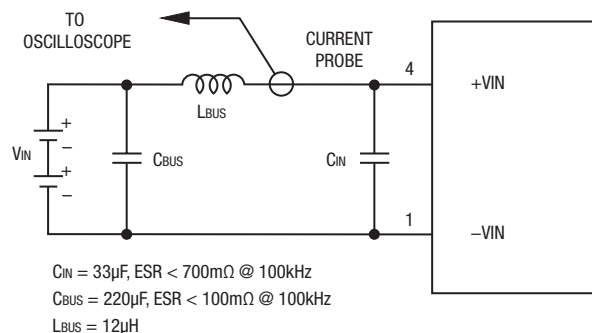 TO
OSCILLOSCOPE
CURRENT
PROBE
LBUS
VIN
+
−
+
−
CBUS
CIN
4
+VIN
1
−VIN
CIN = 33µF, ESR < 700mΩ @ 100kHz
CBUS = 220µF, ESR < 100mΩ @ 100kHz
LBUS = 12µH